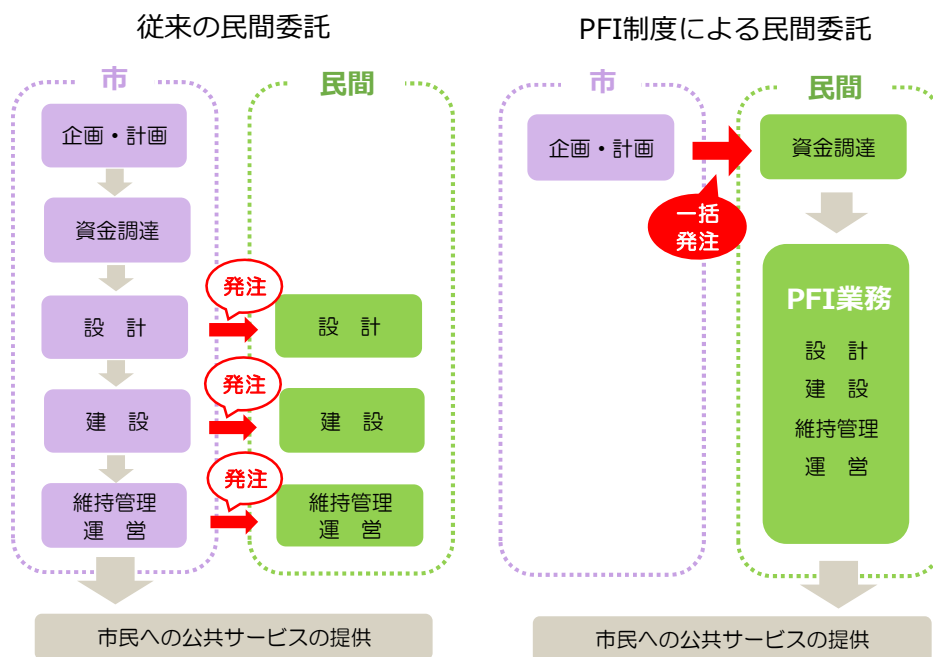 従来の民間委託
市
民間
企画・計画
資金調達
発注
設　計
設　計
発注
建　設
建　設
発注
維持管理
運　営
維持管理
運　営
市民への公共サービスの提供
PFI制度による民間委託
市
民間
企画・計画
一括
発注
資金調達
PFI業務
設　計
建　設
維持管理
運　営
市民への公共サービスの提供